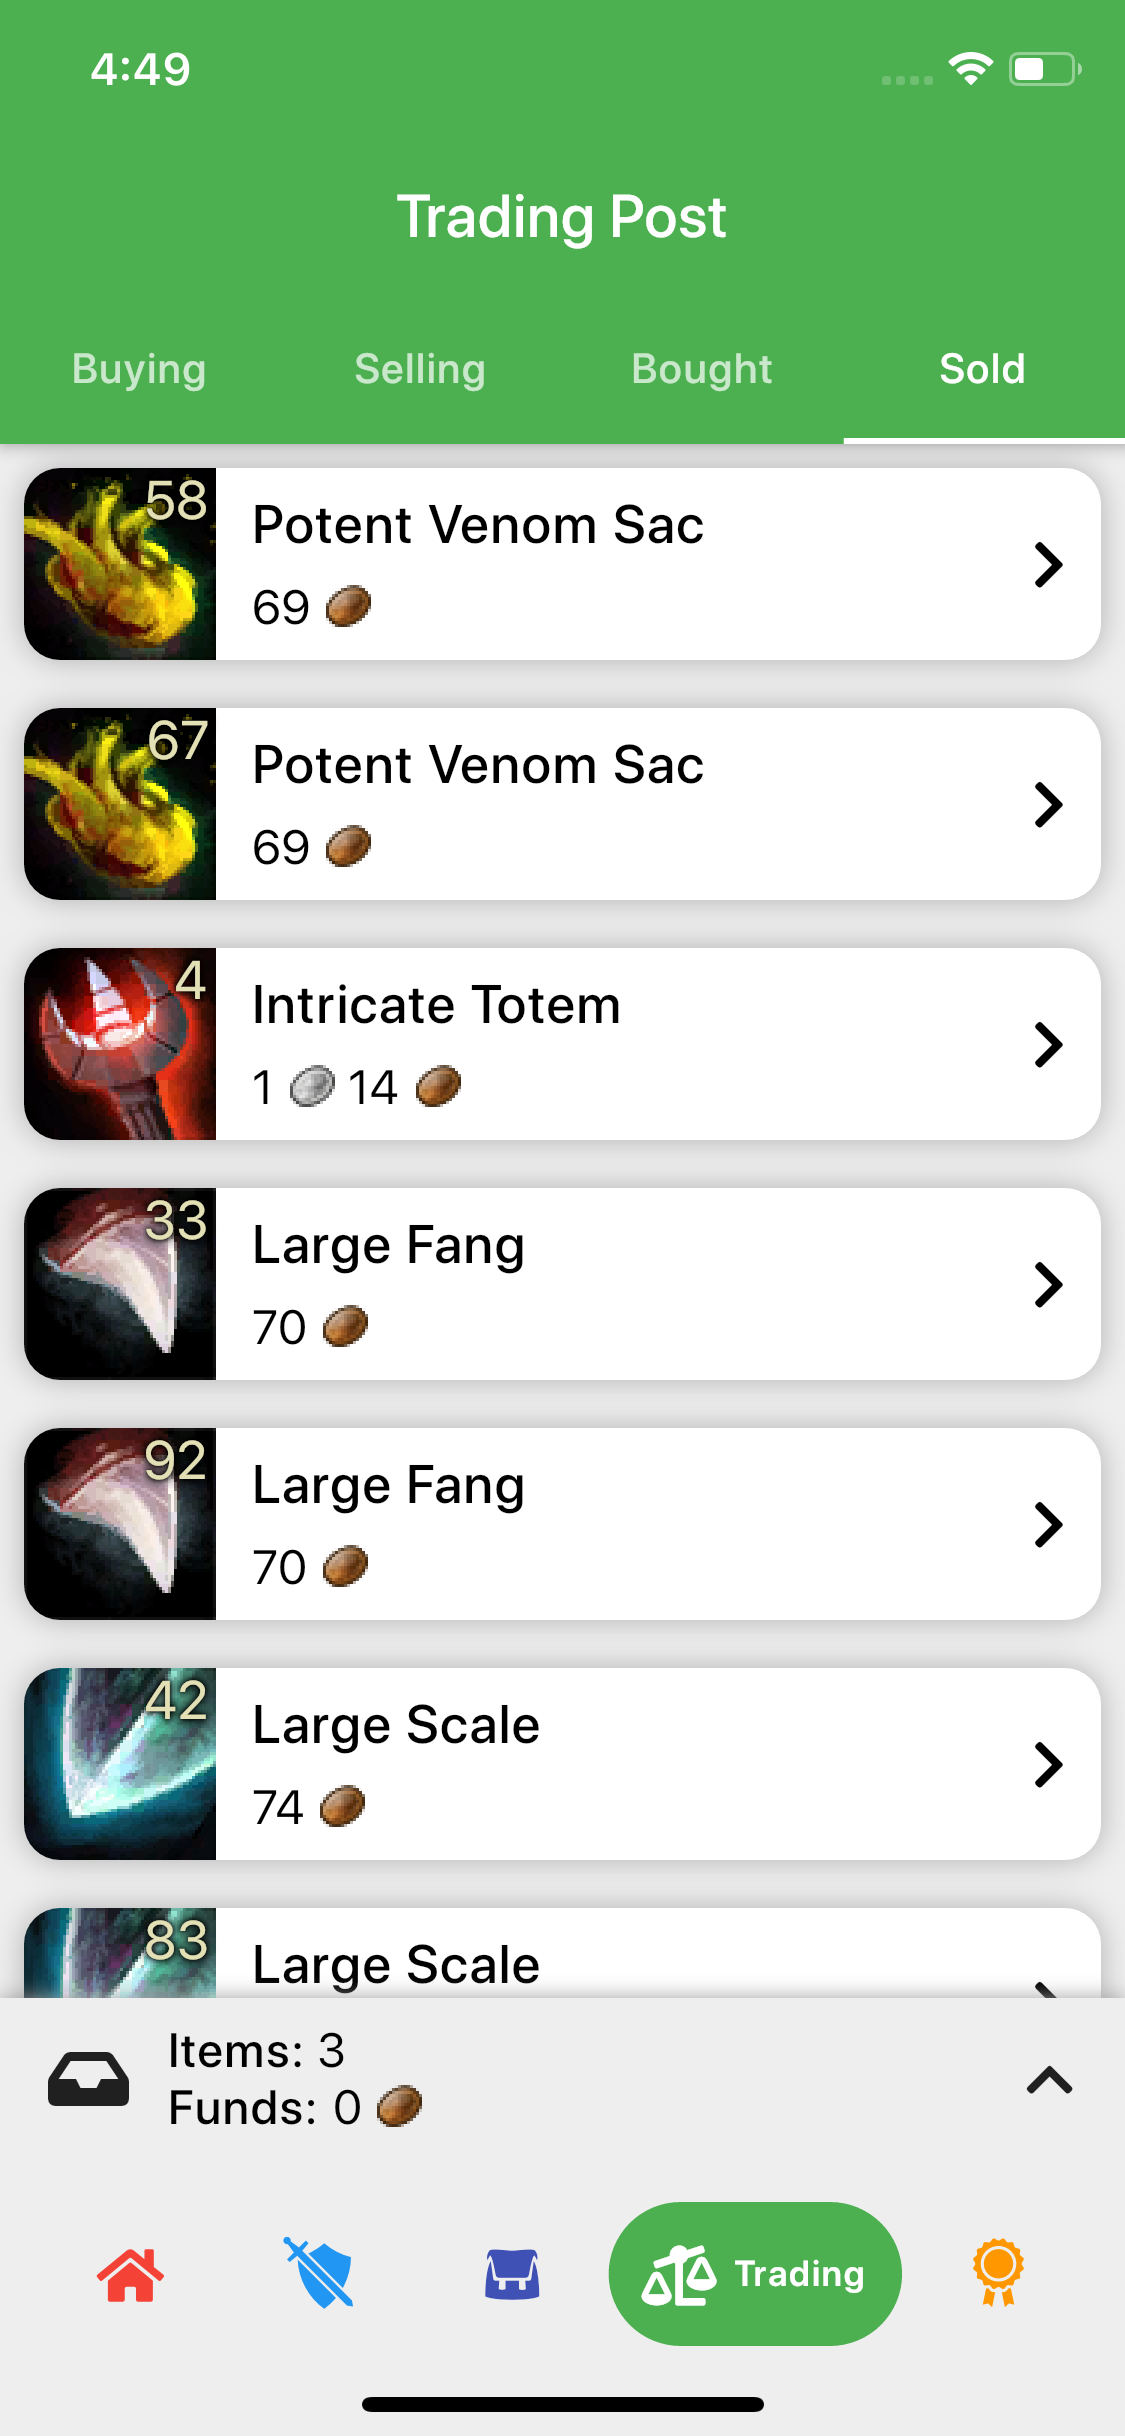 4:49
Trading Post
Buying
Selling
Bought
Sold
58
Potent Venom Sac
69
67
Potent Venom Sac
69
4
Intricate Totem
1 14
33
Large Fang
70
92
Large Fang
70
42
Large Scale
74
83
Large Scale
Items: 3
Funds: 0
Trading